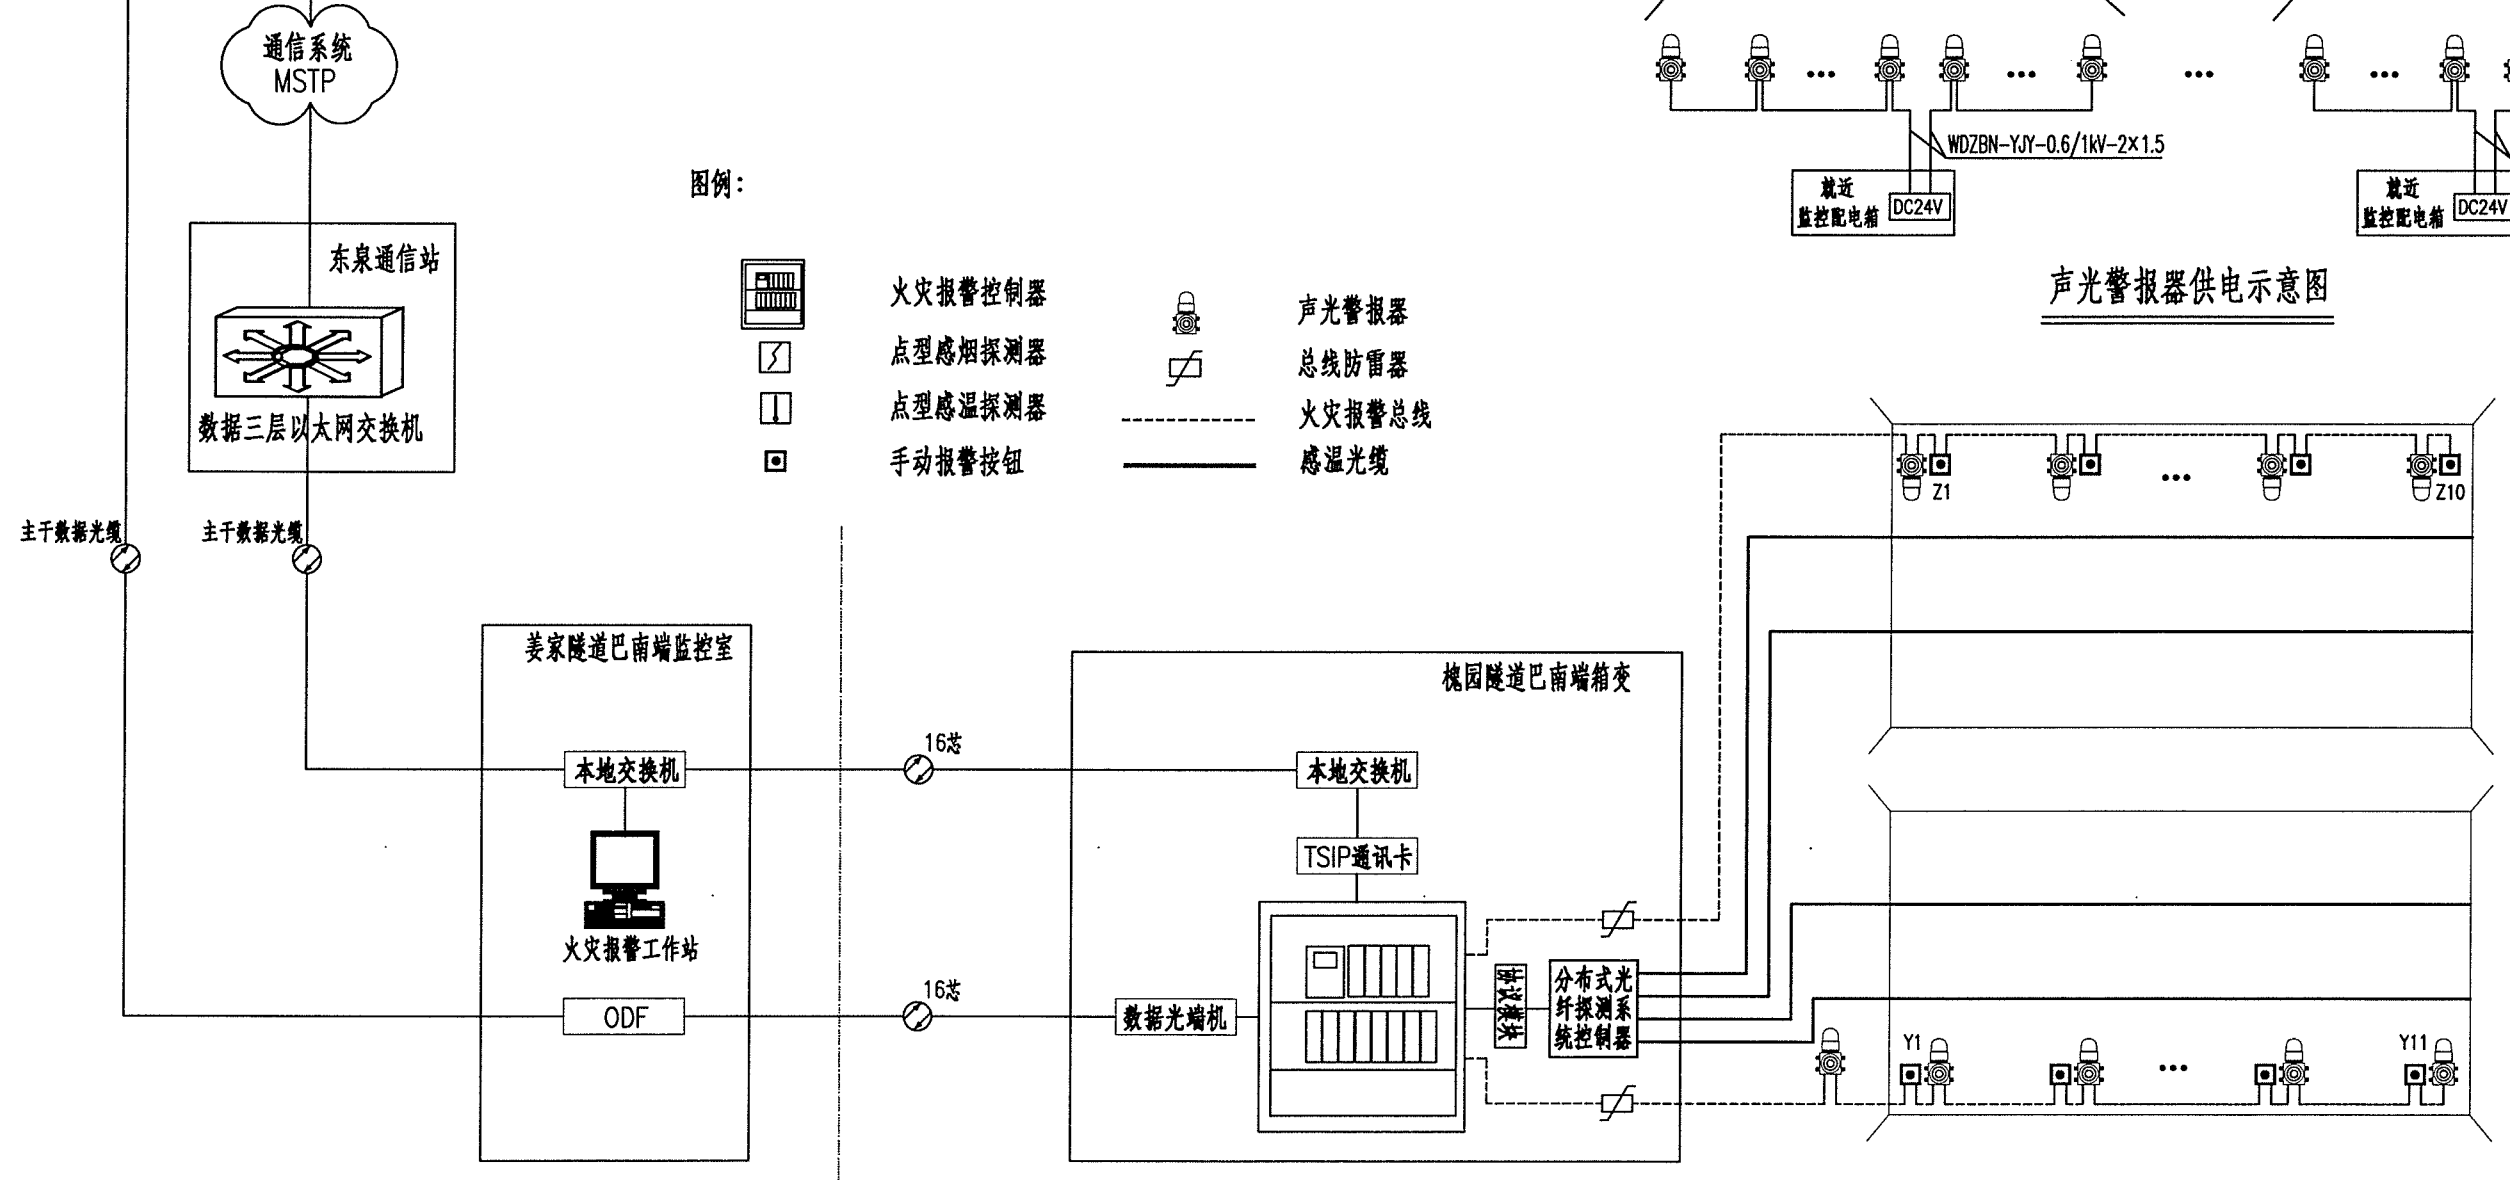 通信系统
MSTP
WDZBN-YJY-0.6/1kV-2×1.5
就近
监控配电箱
DC24V
就近
监控配电箱
DC24V
声光警报器供电示意图
图例：
火灾报警控制器
点型感烟探测器
点型感温探测器
手动报警按钮
声光警报器
总线防雷器
火灾报警总线
感温光缆
东泉通信站
数据三层以太网交换机
主干数据光缆
主干数据光缆
姜家隧道巴南端监控室
本地交换机
火灾报警工作站
ODF
16芯
16芯
槐园隧道巴南端箱变
本地交换机
TSIP通讯卡
数据光端机
协议模块
分布式光
纤探测系
统控制器
Z1
Z10
Y1
Y11